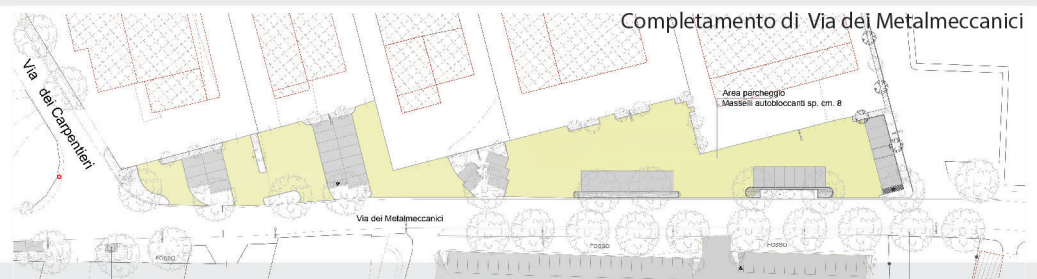 Completamento di Via dei Metalmeccanici
Via dei Carpentieri
Area parcheggio
Masselli autobloccanti sp. cm. 8
Via dei Metalmeccanici
FOSSO
FOSSO
FOSSO